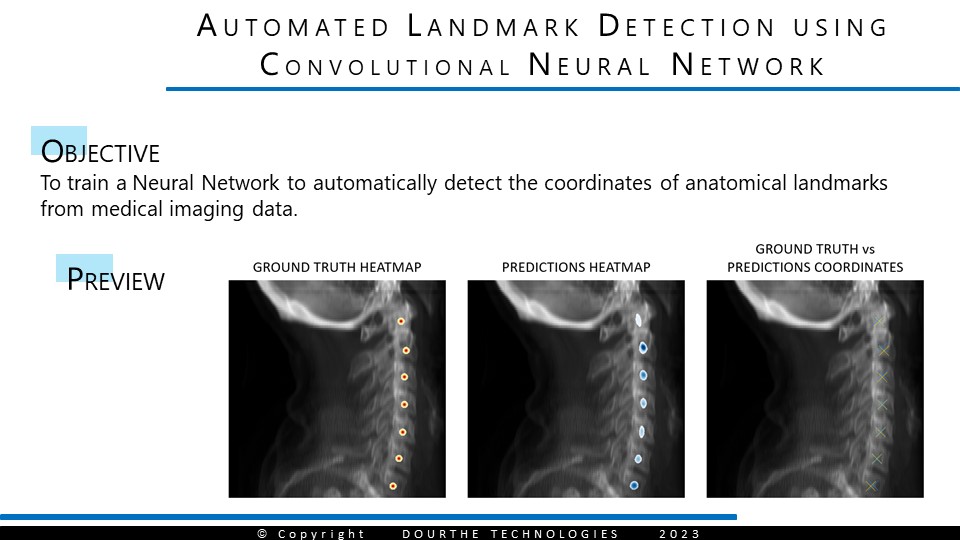 AUTOMATED LANDMARK DETECTION USING
CONVOLUTIONAL NEURAL NETWORK
OBJECTIVE
To train a Neural Network to automatically detect the coordinates of anatomical landmarks
from medical imaging data.
PREVIEW
GROUND TRUTH HEATMAP
PREDICTIONS HEATMAP
GROUND TRUTH vs
PREDICTIONS COORDINATES
© Copyright DOURTHE TECHNOLOGIES 2023